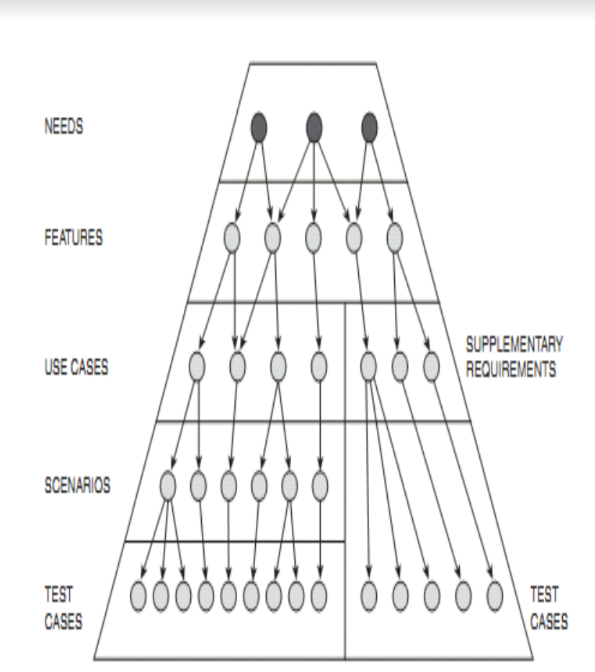 NEEDS
FEATURES
USE CASES
SUPPLEMENTARY
REQUIREMENTS
SCENARIOS
TEST
CASES
TEST
CASES